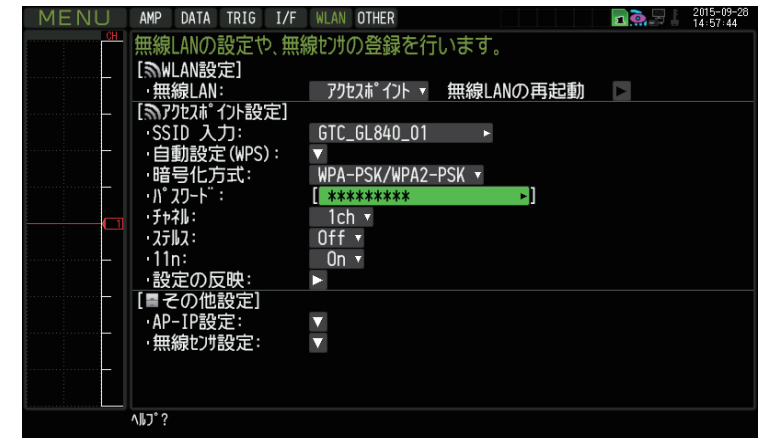 MENU AMP DATA TRIG I/F WLAN OTHER 2015-09-28
14:57:44
CH
無線LANの設定や、無線ｾﾝｻの登録を行います。
[WLAN設定]
・無線LAN: ｱｸｾｽﾎﾟｲﾝﾄ ▼ 無線LANの再起動 ►
[ｱｸｾｽﾎﾟｲﾝﾄ設定]
・SSID 入力: GTC_GL840_01 ►
・自動設定(WPS): ▼
・暗号化方式: WPA-PSK/WPA2-PSK ▼
・ﾊﾟｽﾜｰﾄﾞ: [ ********* ►]
・ﾁｬﾈﾙ: 1ch ▼
1
・ｽﾃﾙｽ: Off ▼
・11n: On ▼
・設定の反映: ►
[その他設定]
・AP-IP設定: ▼
・無線ｾﾝｻ設定: ▼
ﾍﾙﾌﾟ?